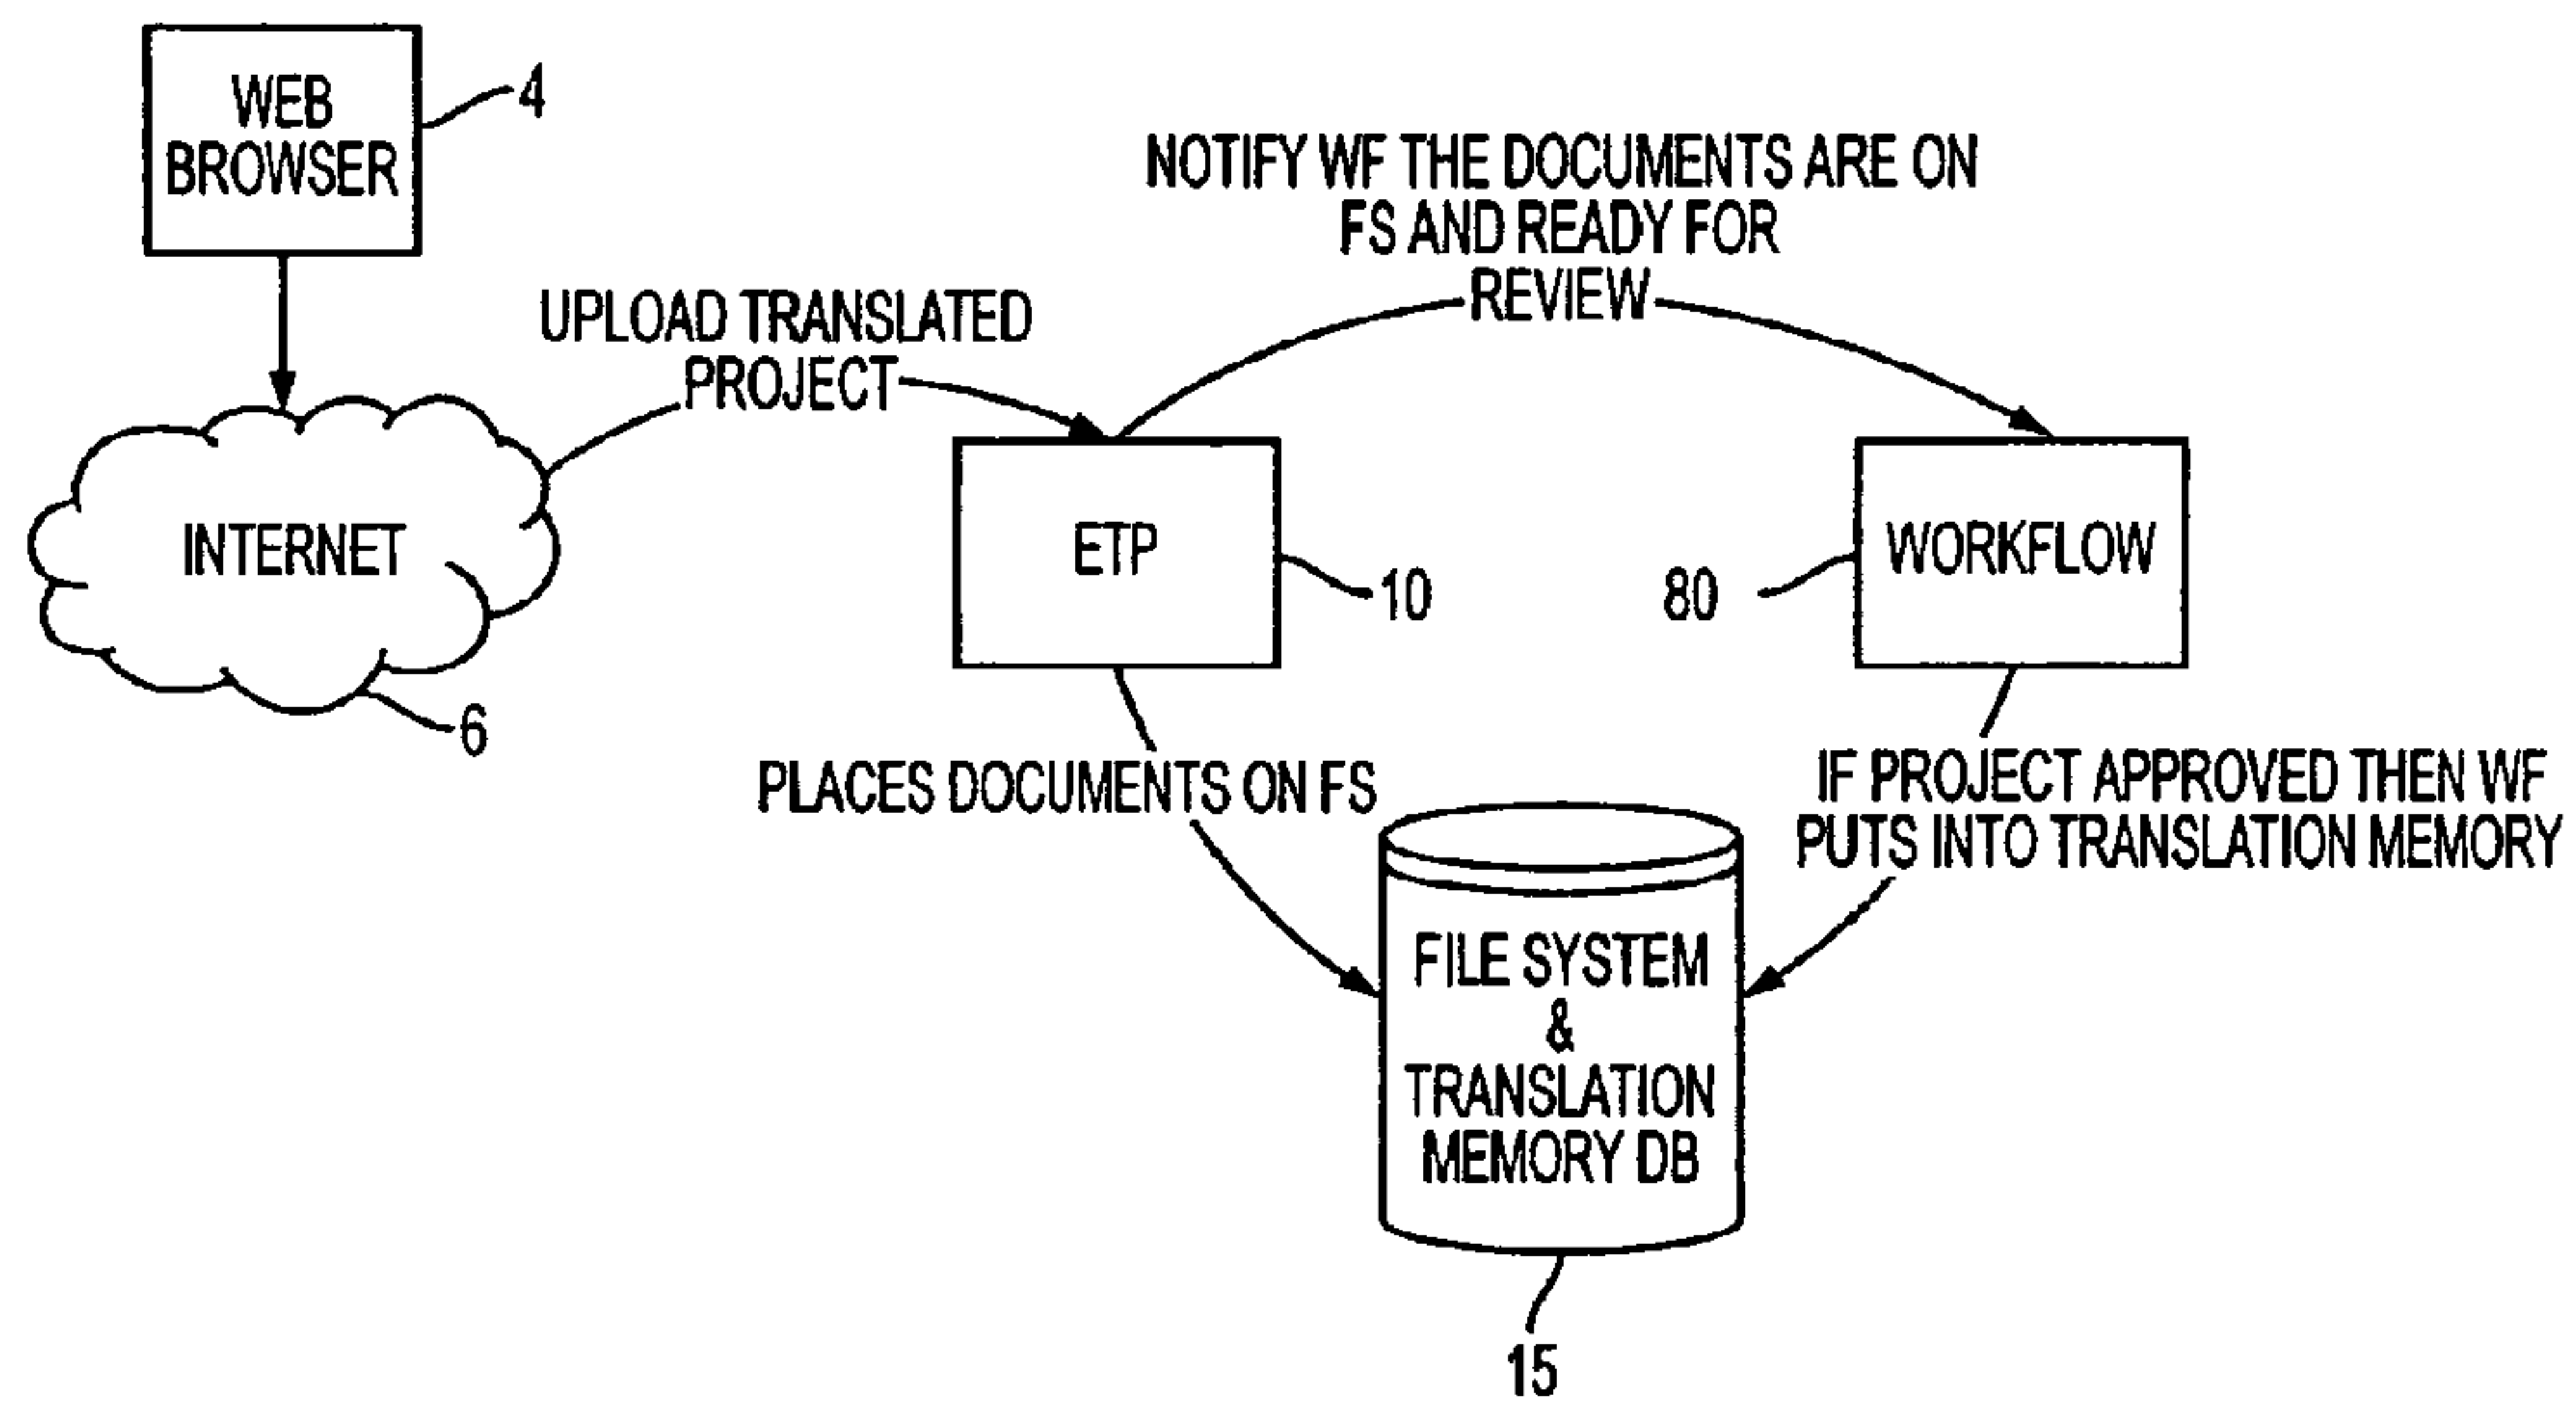 WEB
BROWSER
4
NOTIFY WF THE DOCUMENTS ARE ON
FS AND READY FOR
REVIEW
UPLOAD TRANSLATED
PROJECT
INTERNET
6
ETP
10
80
WORKFLOW
PLACES DOCUMENTS ON FS
IF PROJECT APPROVED THEN WF
PUTS INTO TRANSLATION MEMORY
FILE SYSTEM
&
TRANSLATION
MEMORY DB
15